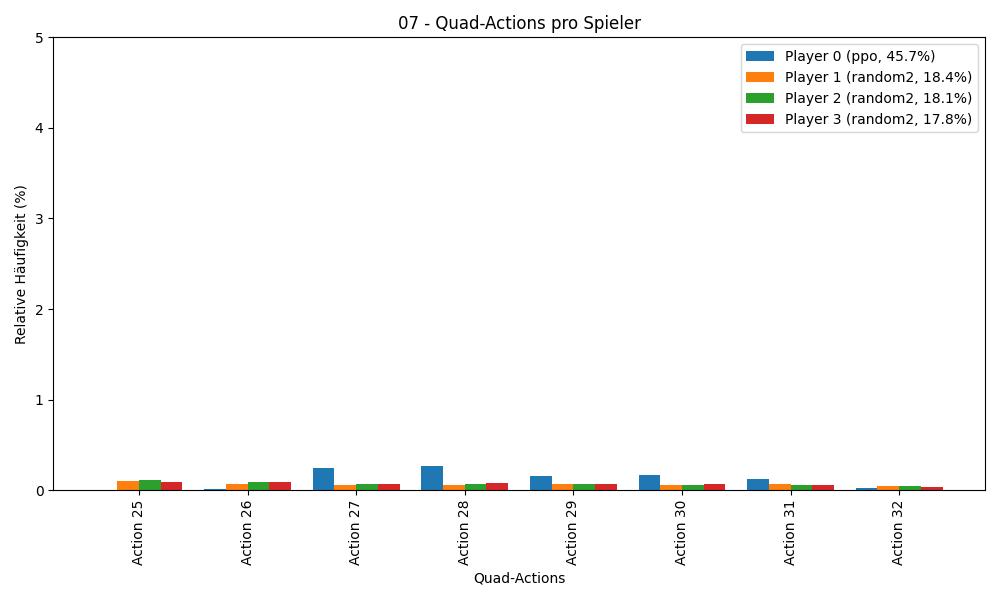 07 - Quad-Actions pro Spieler
Player 0 (ppo, 45.7%)
Player 1 (random2, 18.4%)
Player 2 (random2, 18.1%)
Player 3 (random2, 17.8%)
Relative Häufigkeit (%)
5
4
3
2
1
0
Action 25
Action 26
Action 27
Action 28
Action 29
Action 30
Action 31
Action 32
Quad-Actions